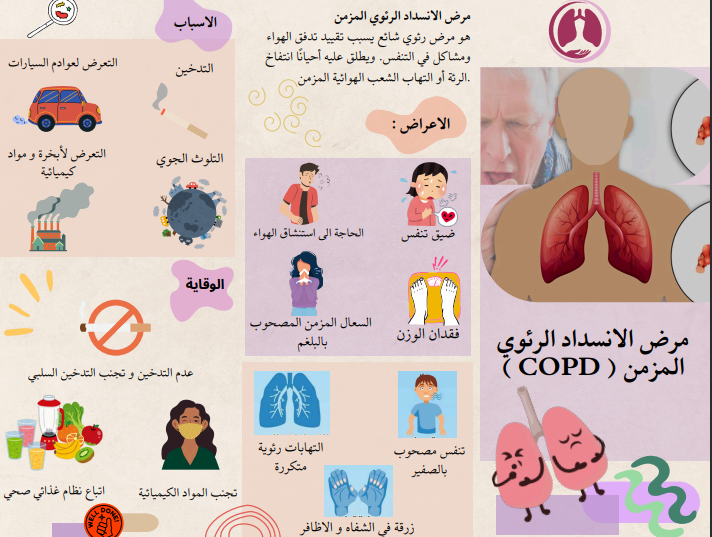 مرض الانسداد الرئوي
المزمن ( COPD )
مرض الانسداد الرئوي المزمن
هو مرض رئوي شائع يسبب تقييد تدفق الهواء
ومشاكل في التنفس. ويطلق عليه أحيانًا انتفاخ
.الرئة أو التهاب الشعب الهوائية المزمن
الاعراض :
ضيق تنفس
الحاجة الى استنشاق الهواء
فقدان الوزن
السعال المزمن المصحوب
بالبلغم
تنفس مصحوب
بالصفير
التهابات رئوية
متكررة
زرقة في الشفاه و الاظافر
الاسباب
التدخين
التعرض لعوادم السيارات
التلوث الجوي
التعرض لأبخرة و مواد
كيميائية
الوقاية
عدم التدخين و تجنب التدخين السلبي
تجنب المواد الكيميائية
اتباع نظام غذائي صحي
WELL DONE!